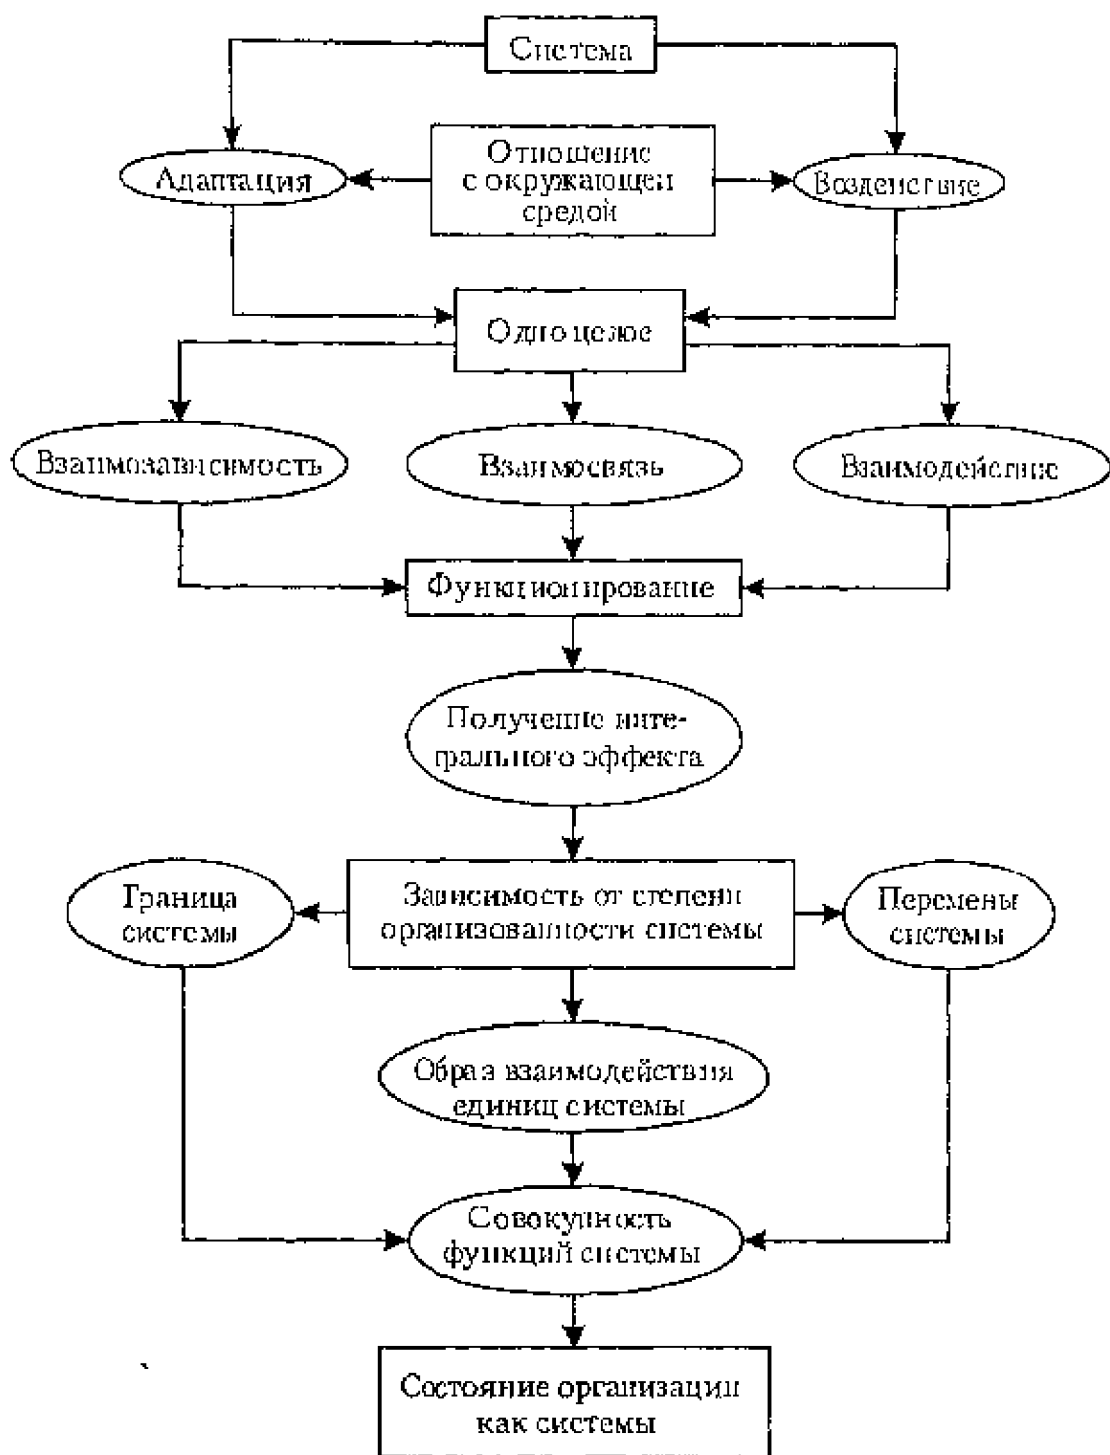 Система
Отношение
с окружающей
средой
Адаптация
Воздействие
Одно целое
Взаимозависимость
Взаимосвязь
Взаимодействие
Функционирование
Получение инте-
грального эффекта
Зависимость от степени
организованности системы
Граница
системы
Перемены
системы
Образ взаимодействия
единиц системы
Совокупность
функций системы
Состояние организации
как системы